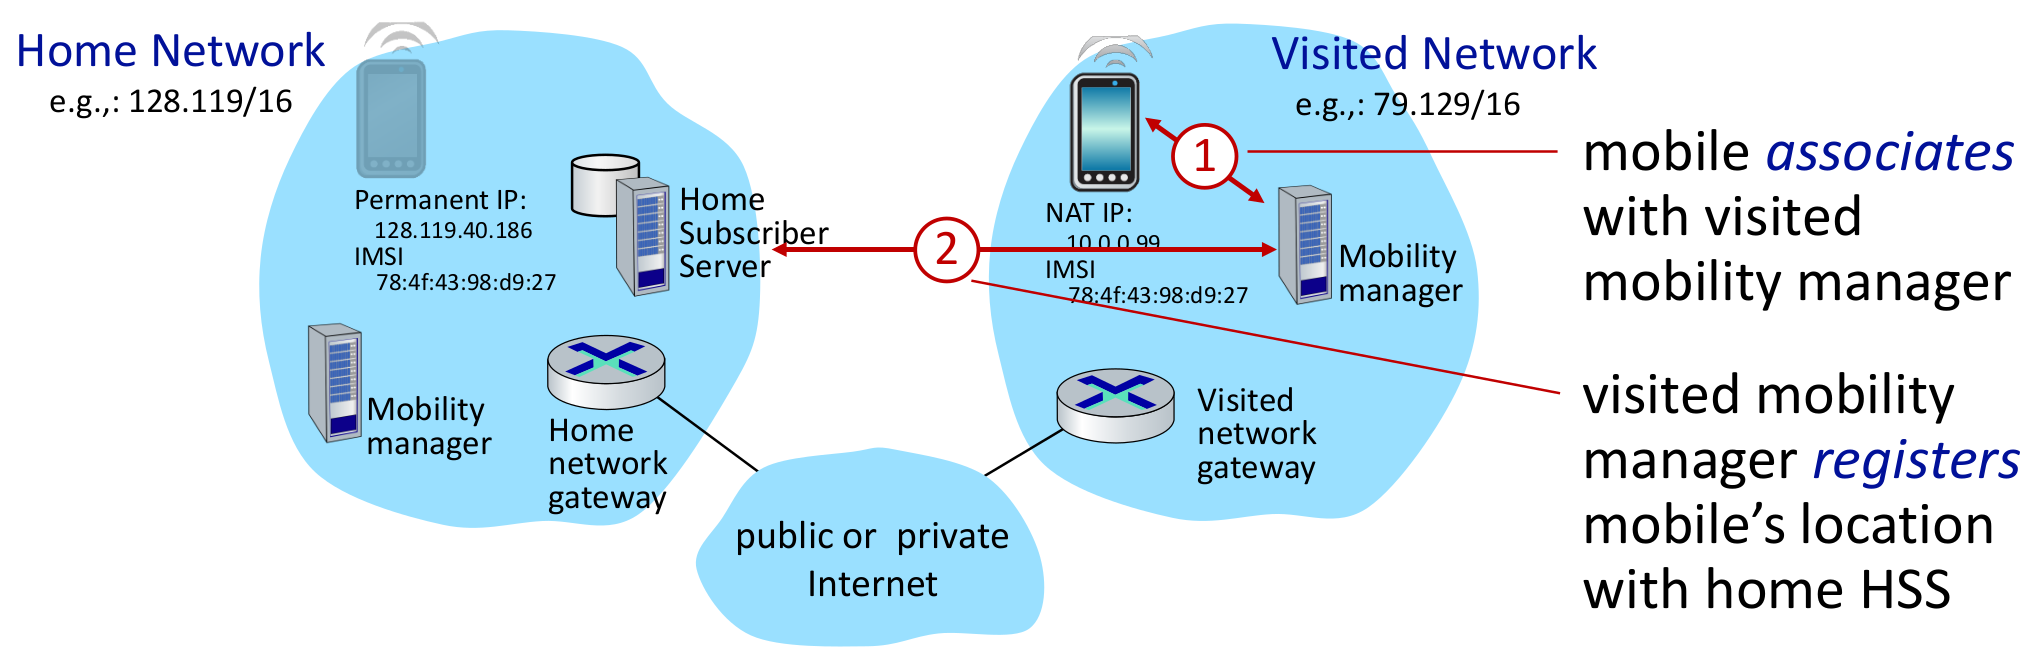 Home Network
e.g.,: 128.119/16
Permanent IP:
128.119.40.186
IMSI
78:4f:43:98:d9:27
Home
Subscriber
Server
Mobility
manager
Home
network
gateway
public or private
Internet
2
Visited Network
e.g.,: 79.129/16
1
NAT IP:
10.0.0.99
IMSI
78:4f:43:98:d9:27
Mobility
manager
Visited
network
gateway
mobile associates
with visited
mobility manager
visited mobility
manager registers
mobile's location
with home HSS